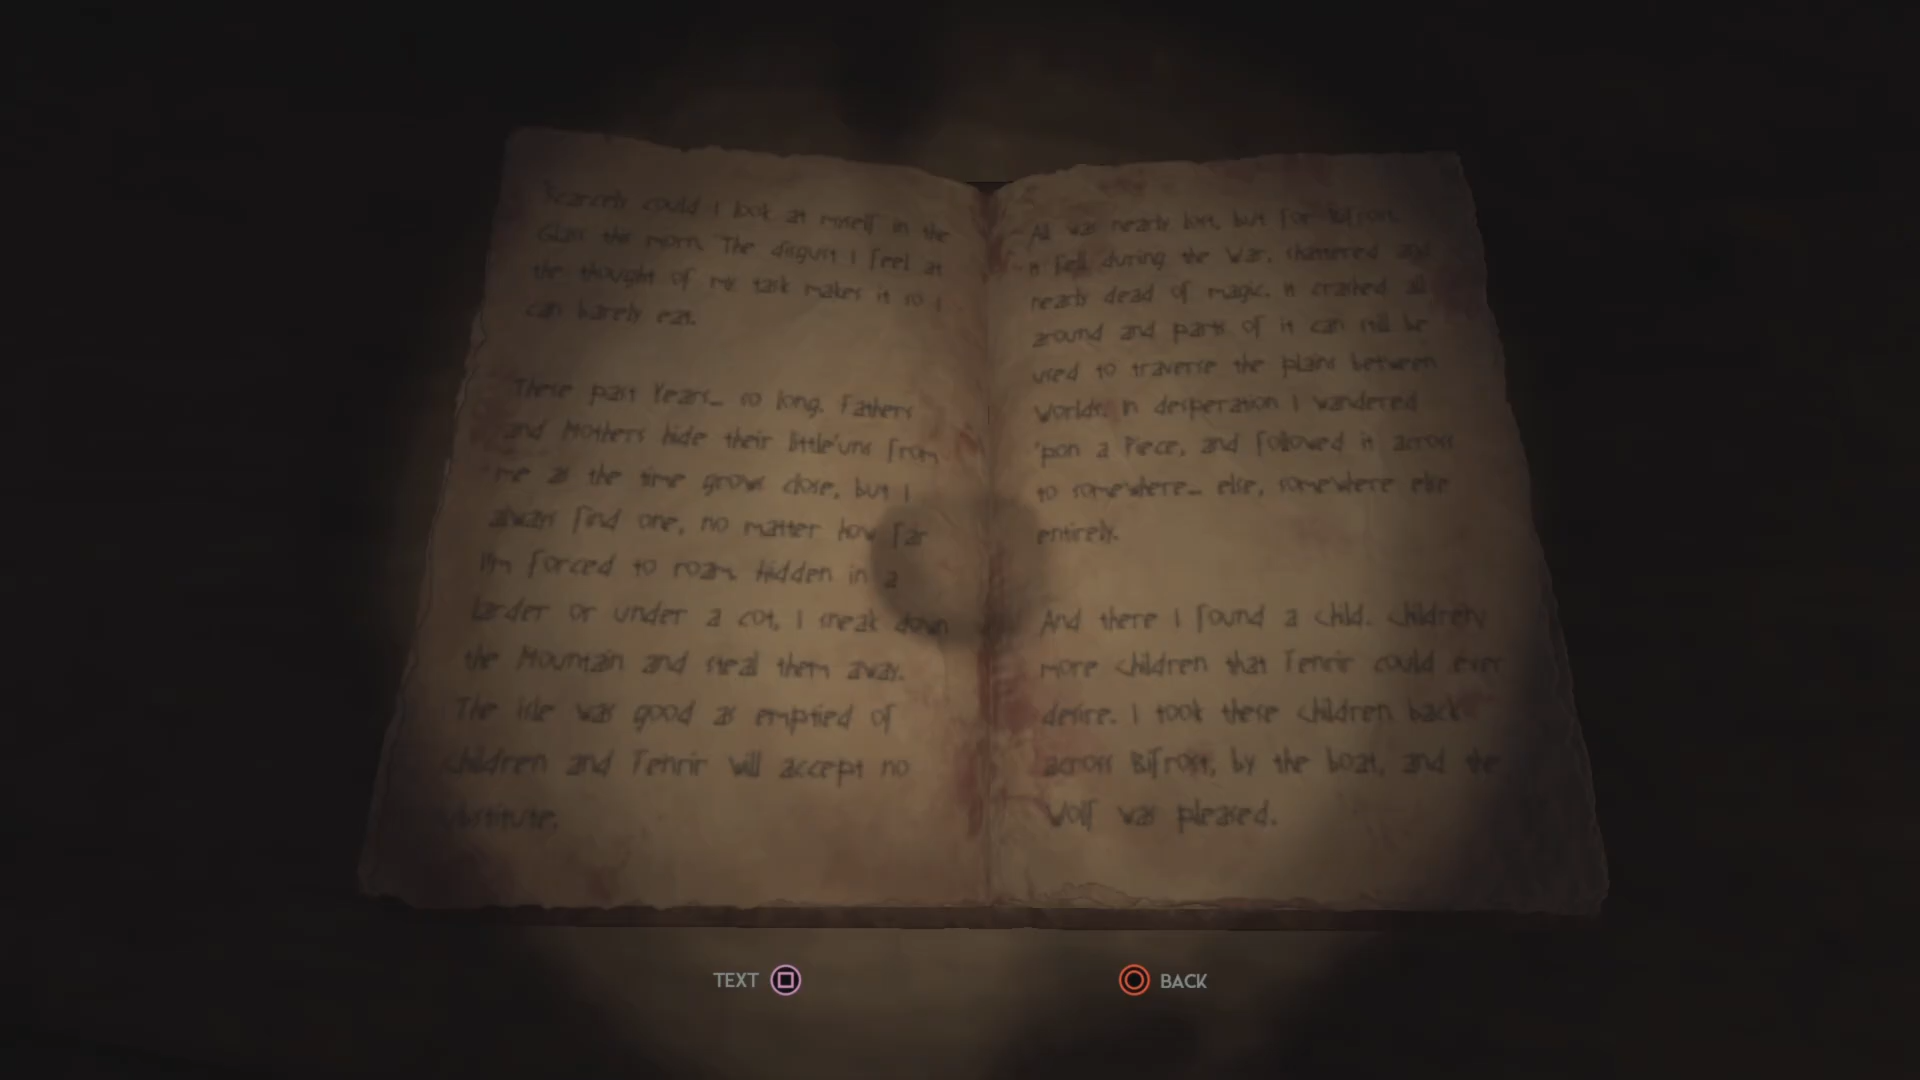 Scarcely could I look at myself in the
Glass this morn. The disgust I feel at
the thought of my task makes it so I
can barely eat.
These past Years... so long. Fathers
and Mothers hide their little'uns from
me as the time grows close, but I
always find one, no matter how far
I'm forced to roam. Hidden in a
larder or under a cot, I sneak down
the Mountain and steal them away.
The Isle was good as emptied of
children and Fenrir will accept no
substitute.
All was nearly lost, but for Bifrost.
It fell during the War, shattered and
nearly dead of magic. It crashed all
around and parts of it can still be
used to traverse the plains between
Worlds. In desperation I wandered
'pon a Piece, and followed it across
to somewhere... else, somewhere else
entirely.
And there I found a child. Children,
more children that Fenrir could ever
desire. I took these children back
across Bifrost, by the boat, and the
Wolf was pleased.
TEXT
BACK